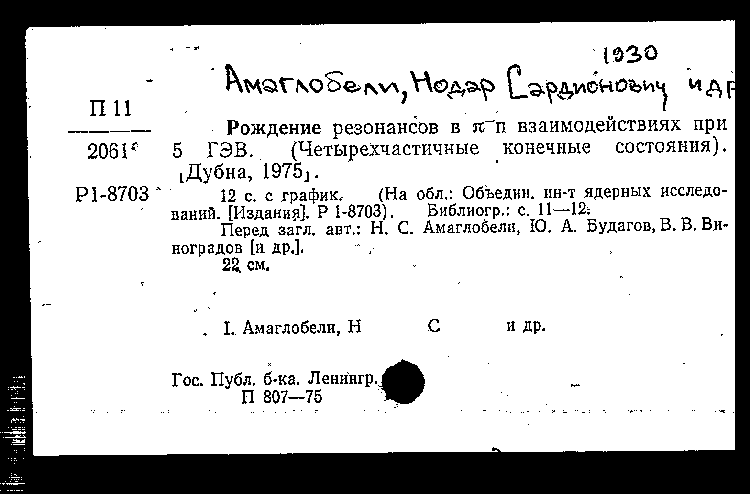 1930
Амаглобели, Нодар Сардионович и др
П 11
2061
Р1-8703
Рождение резонансов в π⁻п взаимодействиях при
5 ГЭВ. (Четырехчастичные конечные состояния).
[Дубна, 1975].
12 с. с график. (На обл.: Объедин. ин-т ядерных исследо-
ваний. [Издания]. Р 1-8703). Библиогр.: с. 11—12.
Перед загл. авт.: Н. С. Амаглобели, Ю. А. Будагов, В. В. Ви-
ноградов [и др.].
22 см.
I. Амаглобели, Н С и др.
Гос. Публ. б-ка. Ленингр.
П 807—75